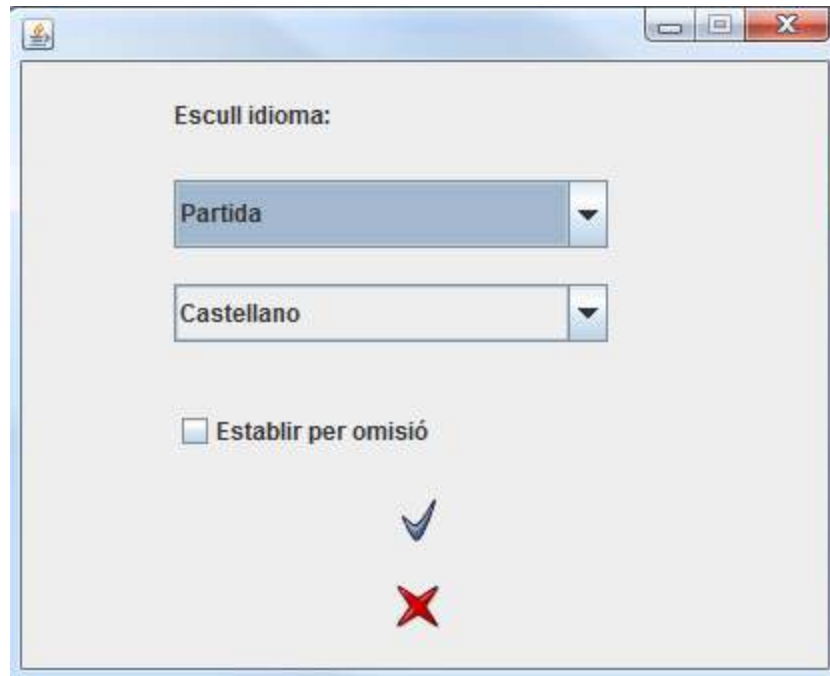 Escull idioma:
Partida
Castellano
Establir per omisió